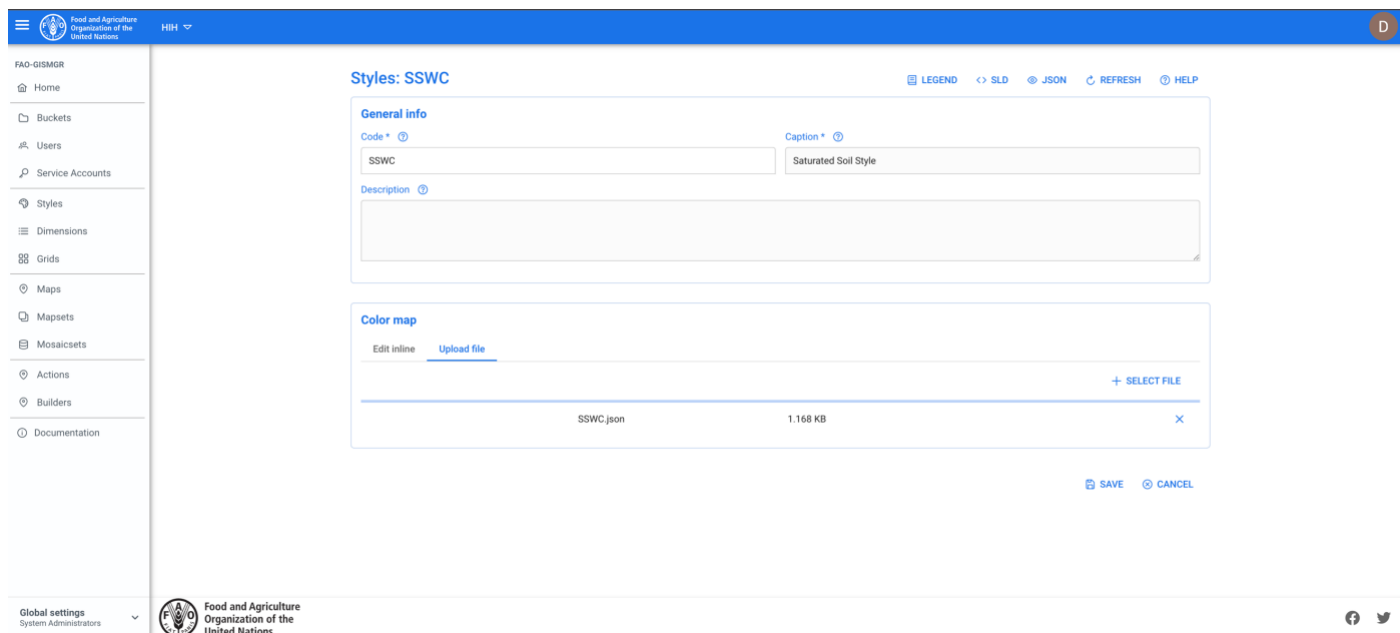 Food and Agriculture
Organization of the
United Nations
HIH
D
FAO-GISMGR
Home
Buckets
Users
Service Accounts
Styles
Dimensions
Grids
Maps
Mapsets
Mosaicsets
Actions
Builders
Documentation
Global settings
System Administrators
Styles: SSWC
LEGEND
<> SLD
JSON
REFRESH
HELP
General info
Code *
Caption *
SSWC
Saturated Soil Style
Description
Color map
Edit inline
Upload file
+ SELECT FILE
SSWC.json
1.168 KB
SAVE
CANCEL
Food and Agriculture
Organization of the
United Nations